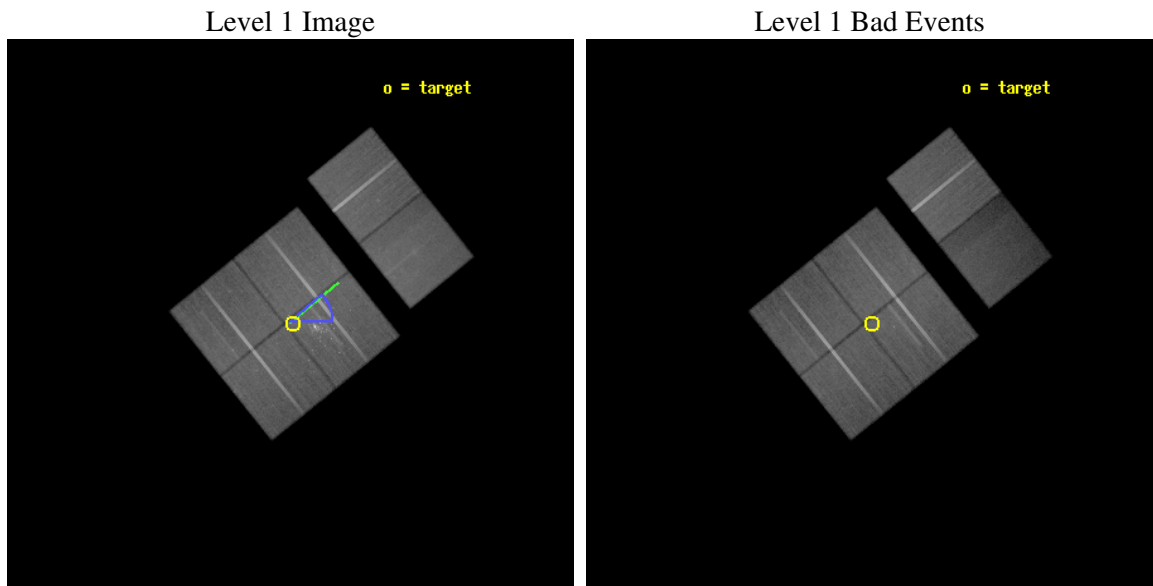 Level 1 Image
Level 1 Bad Events
o = target
o = target